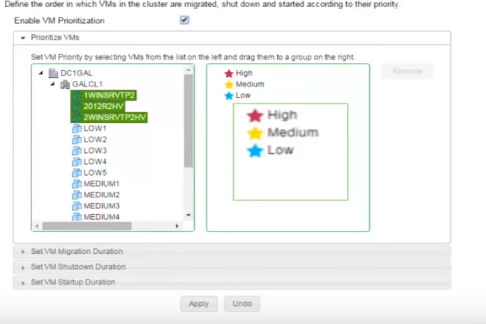 Define the order in which VMs in the cluster are migrated, shut down and started according to their priority.
Enable VM Prioritization
Prioritize VMs
Set VM Priority by selecting VMs from the list on the left and drag them to a group on the right.
DC1GAL
GALCL1
1WINSRVTP2
2012R2HV
2WINSRVTP2HV
LOW1
LOW2
LOW3
LOW4
LOW5
MEDIUM1
MEDIUM2
MEDIUM3
MEDIUM4
High
Medium
Low
High
Medium
Low
Remove
Set VM Migration Duration
Set VM Shutdown Duration
Set VM Startup Duration
Apply
Undo